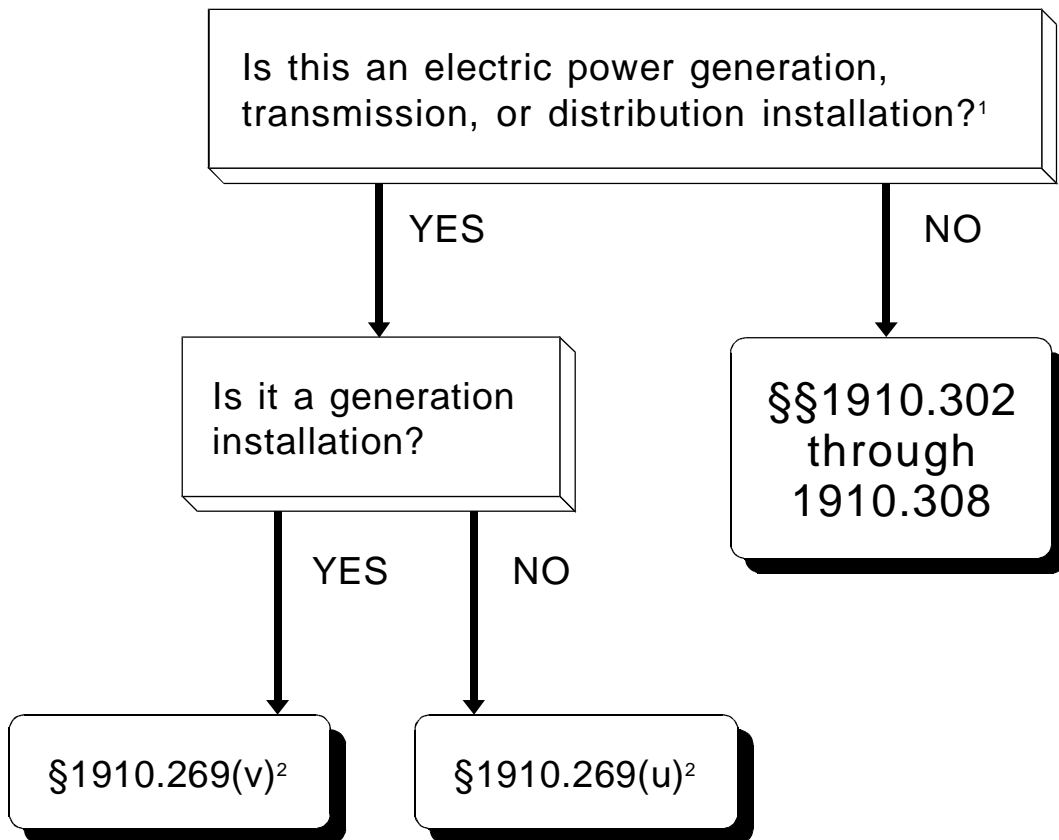 Is this an electric power generation,
transmission, or distribution installation?¹
YES
NO
Is it a generation
installation?
§§1910.302
through
1910.308
YES
NO
§1910.269(v)²
§1910.269(u)²